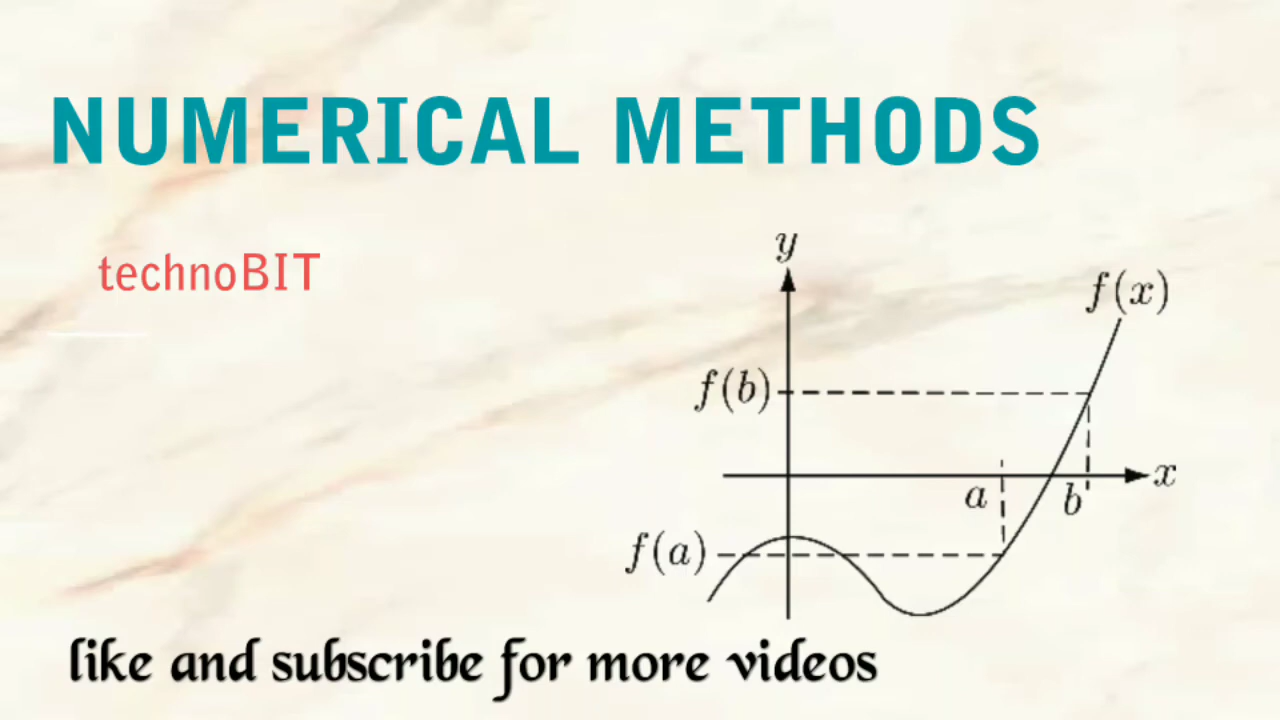 NUMERICAL METHODS
technoBIT
y
f(x)
f(b)
x
a
b
f(a)
like and subscribe for more videos